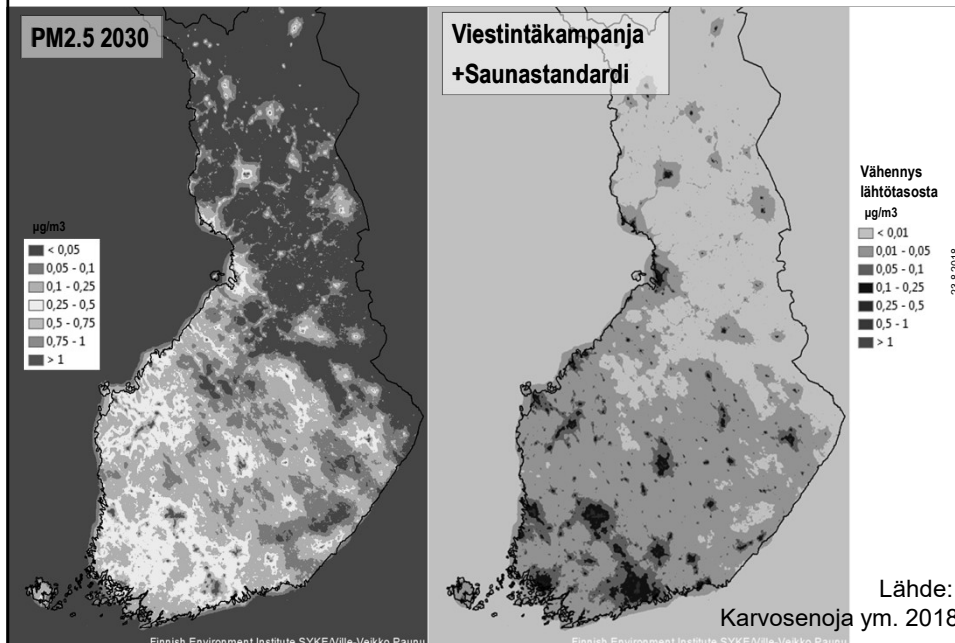 PM2.5 2030
µg/m3
< 0,05
0,05 - 0,1
0,1 - 0,25
0,25 - 0,5
0,5 - 0,75
0,75 - 1
> 1
Finnish Environment Institute SYKE/Ville-Veikko Paunu
Viestintäkampanja
+Saunastandardi
Vähennys
lähtötasosta
µg/m3
< 0,01
0,01 - 0,05
0,05 - 0,1
0,1 - 0,25
0,25 - 0,5
0,5 - 1
> 1
23.8.2018
Lähde:
Karvosenoja ym. 2018
Finnish Environment Institute SYKE/Ville-Veikko Paunu